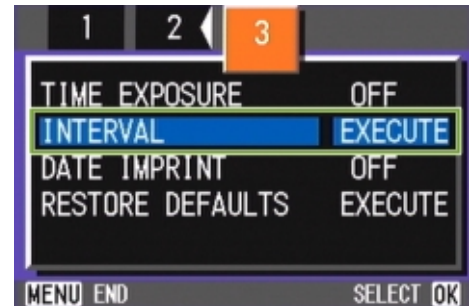 1 2 3
TIME EXPOSURE OFF
INTERVAL EXECUTE
DATE IMPRINT OFF
RESTORE DEFAULTS EXECUTE
MENU END SELECT OK